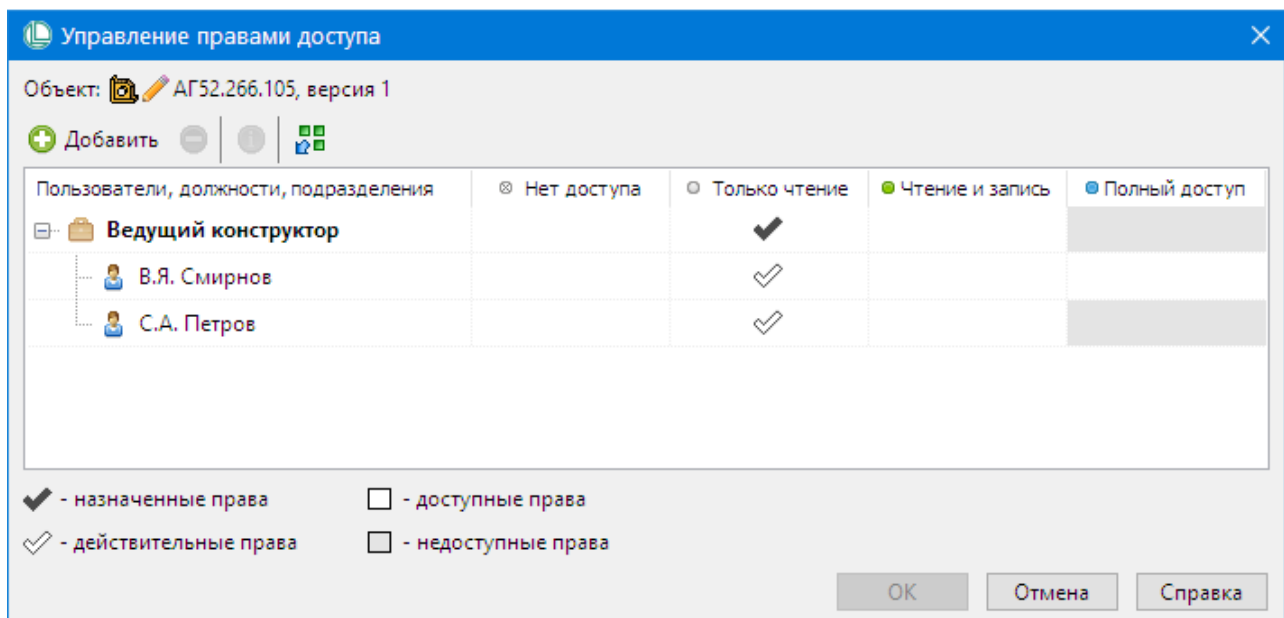 Управление правами доступа
Объект: АГ52.266.105, версия 1
Добавить
Пользователи, должности, подразделения Нет доступа Только чтение Чтение и запись Полный доступ
Ведущий конструктор
В.Я. Смирнов
С.А. Петров
- назначенные права - доступные права
- действительные права - недоступные права
ОК Отмена Справка